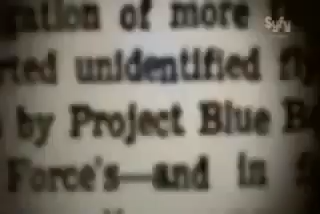 of more
Syfy
unidentified
by Project Blue
Force's—and in